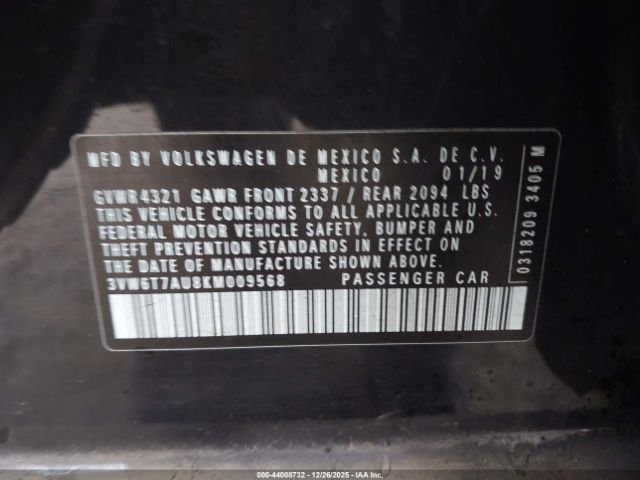 MFD BY VOLKSWAGEN DE MEXICO S.A. DE C.V.
MEXICO 01/19
GVWR 4321 GAWR FRONT 2337 / REAR 2094 LBS
THIS VEHICLE CONFORMS TO ALL APPLICABLE U.S.
FEDERAL MOTOR VEHICLE SAFETY, BUMPER AND
THEFT PREVENTION STANDARDS IN EFFECT ON
THE DATE OF MANUFACTURE SHOWN ABOVE.
3VW6T7AU8KM009568 PASSENGER CAR
0318209 3405 M
000-44008732 - 12/26/2025 - IAA Inc.